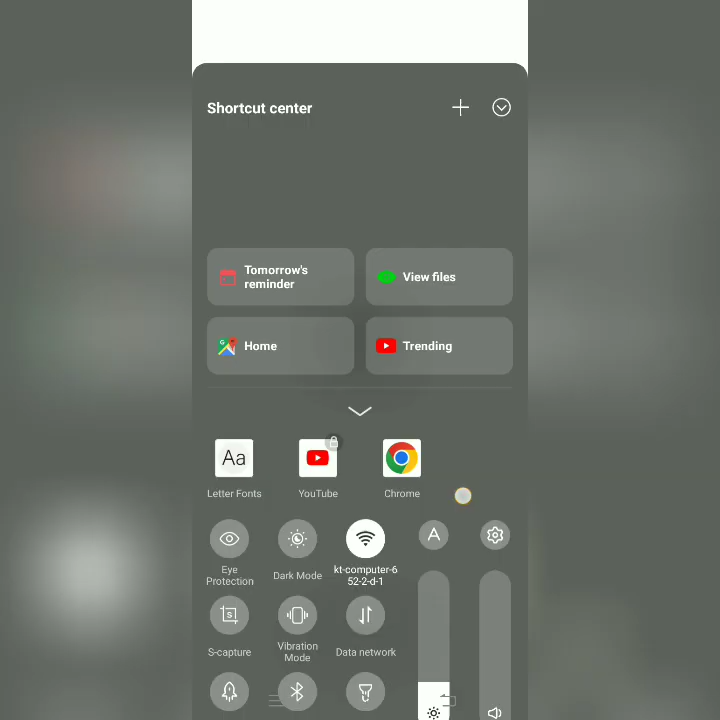 Shortcut center
Tomorrow's
reminder
View files
Home
Trending
Aa
Letter Fonts
YouTube
Chrome
A
Eye
Protection
Dark Mode
kt-computer-6
52-2-d-1
S
S-capture
Vibration
Mode
Data network